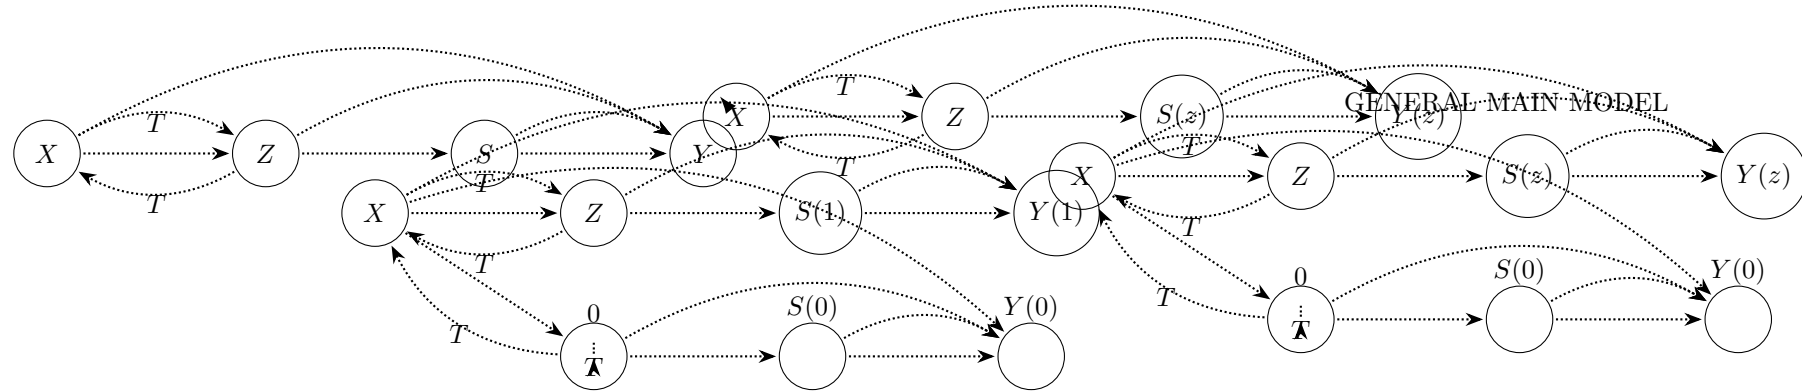 X
T
T
Z
S
Y
X
T
T
Z
S(z)
Y(z)
GENERAL MAIN MODEL
X
T
T
Z
S(1)
Y(1)
X
T
T
Z
S(z)
Y(z)
T
0
T
S(0)
Y(0)
T
0
T
S(0)
Y(0)